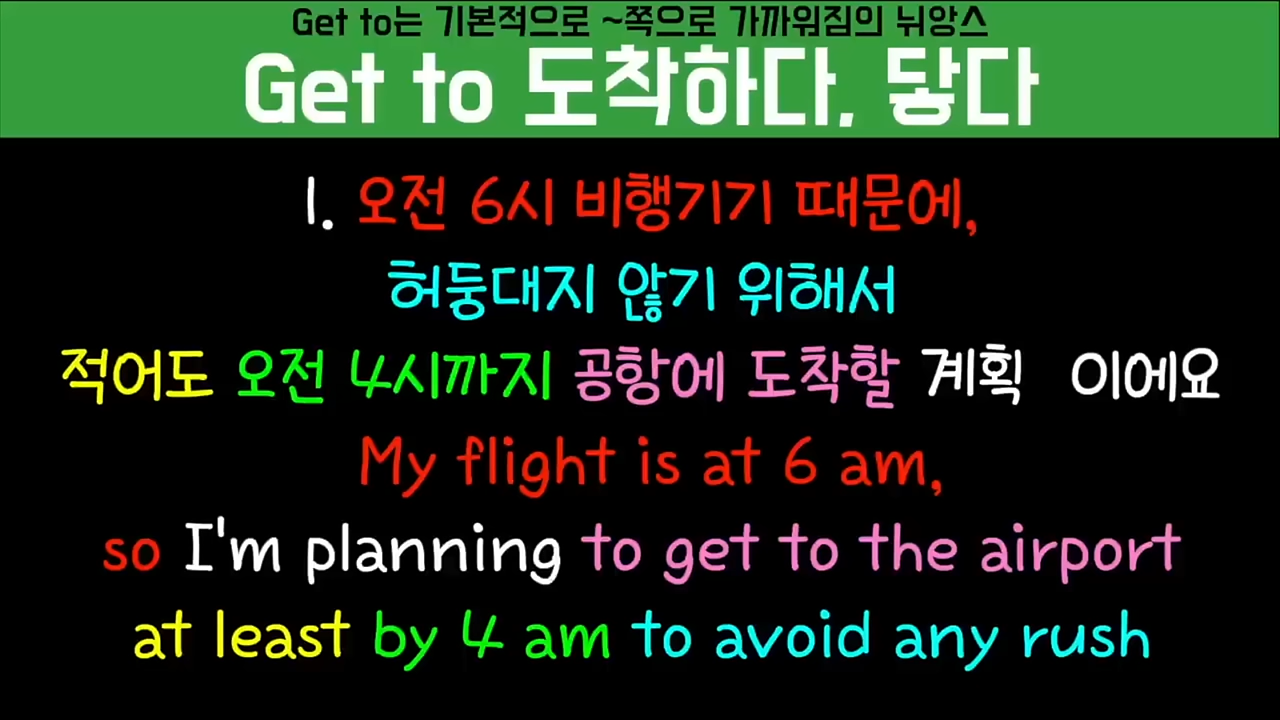 Get to는 기본적으로 ~쪽으로 가까워짐의 뉘앙스
Get to 도착하다, 닿다
1. 오전 6시 비행기기 때문에,
허둥대지 않기 위해서
적어도 오전 4시까지 공항에 도착할 계획 이에요
My flight is at 6 am,
so I'm planning to get to the airport
at least by 4 am to avoid any rush